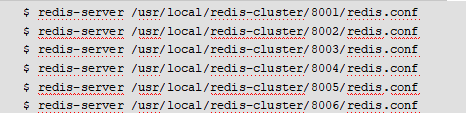 $ redis-server /usr/local/redis-cluster/8001/redis.conf
$ redis-server /usr/local/redis-cluster/8002/redis.conf
$ redis-server /usr/local/redis-cluster/8003/redis.conf
$ redis-server /usr/local/redis-cluster/8004/redis.conf
$ redis-server /usr/local/redis-cluster/8005/redis.conf
$ redis-server /usr/local/redis-cluster/8006/redis.conf